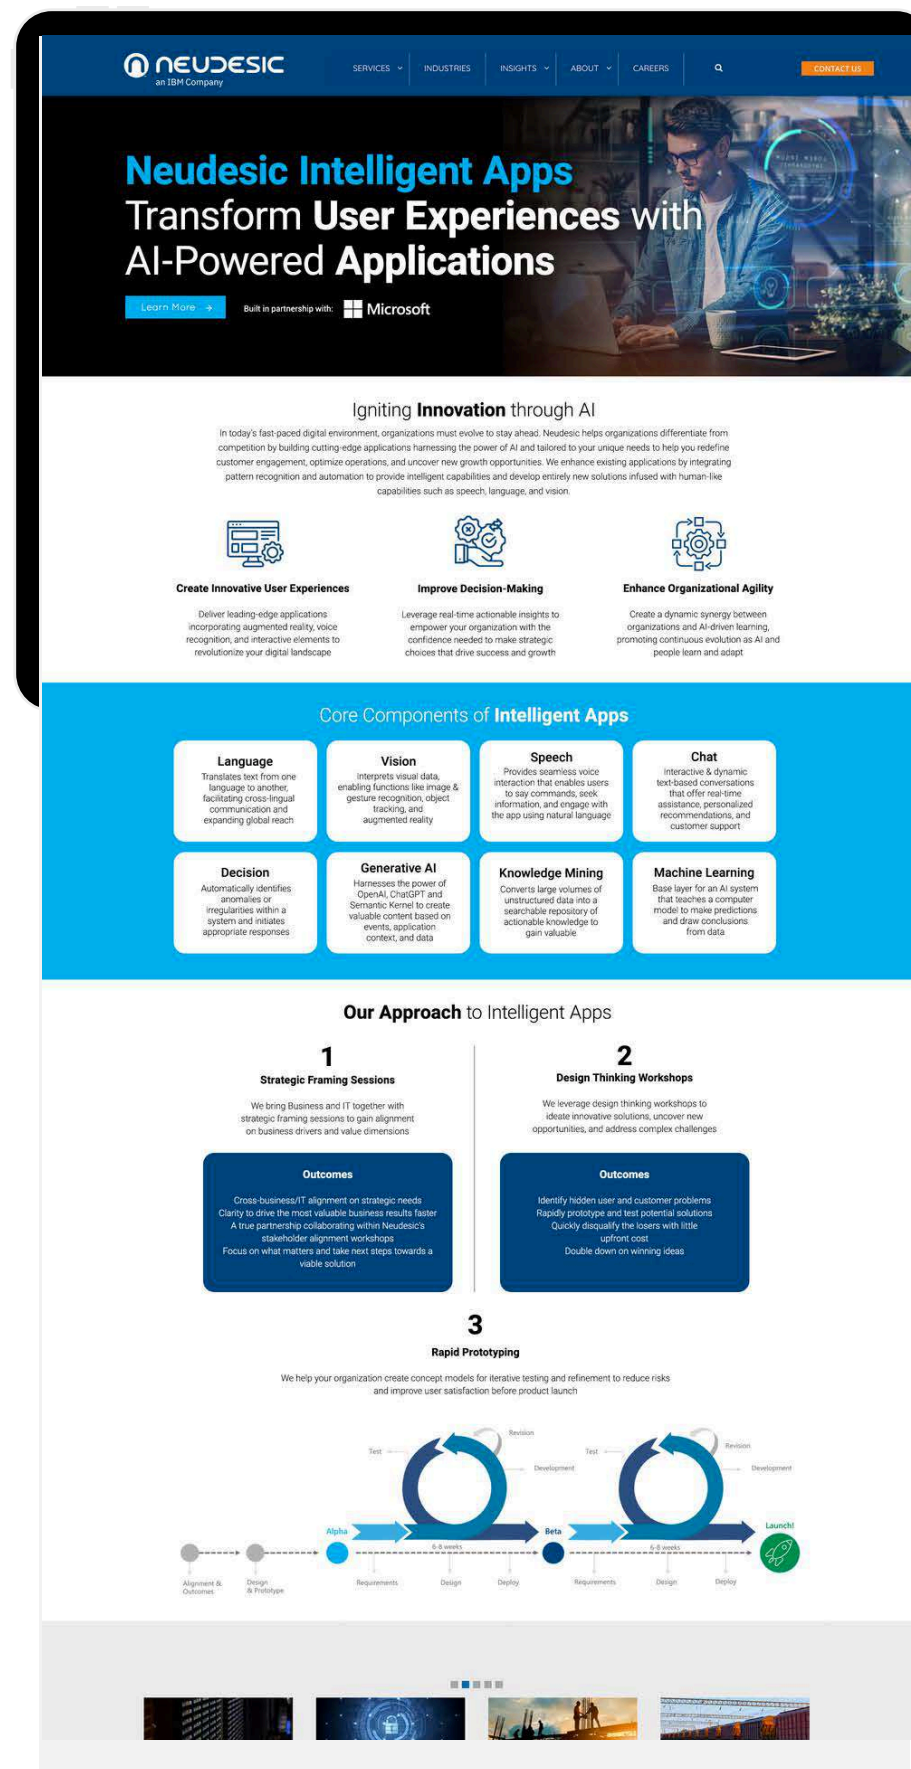 NEUDESIC
an IBM Company
SERVICES
INDUSTRIES
INSIGHTS
ABOUT
CAREERS
CONTACT US
Neudesic Intelligent Apps
Transform User Experiences with
AI-Powered Applications
Learn More
Built in partnership with: Microsoft
Igniting Innovation through AI
In today's fast-paced digital environment, organizations must evolve to stay ahead. Neudesic helps organizations differentiate from
competition by building cutting-edge applications harnessing the power of AI and tailored to your unique needs to help you redefine
customer engagement, optimize operations, and uncover new growth opportunities. We enhance existing applications by integrating
pattern recognition and automation to provide intelligent capabilities and develop entirely new solutions infused with human-like
capabilities such as speech, language, and vision.
Create Innovative User Experiences
Deliver leading-edge applications
incorporating augmented reality, voice
recognition, and interactive elements to
revolutionize your digital landscape
Improve Decision-Making
Leverage real-time actionable insights to
empower your organization with the
confidence needed to make strategic
choices that drive success and growth
Enhance Organizational Agility
Create a dynamic synergy between
organizations and AI-driven learning,
promoting continuous evolution as AI and
people learn and adapt
Core Components of Intelligent Apps
Language
Translates text from one
language to another,
facilitating cross-lingual
communication and
expanding global reach
Vision
Interprets visual data,
enabling functions like image &
gesture recognition, object
tracking, and
augmented reality
Speech
Provides seamless voice
interaction that enables users
to say commands, seek
information, and engage with
the app using natural language
Chat
Interactive & dynamic
text-based conversations
that offer real-time
assistance, personalized
recommendations, and
customer support
Decision
Automatically identifies
anomalies or
irregularities within a
system and initiates
appropriate responses
Generative AI
Harnesses the power of
OpenAI, ChatGPT and
Semantic Kernel to create
valuable content based on
events, application
context, and data
Knowledge Mining
Converts large volumes of
unstructured data into a
searchable repository of
actionable knowledge to
gain valuable
Machine Learning
Base layer for an AI system
that teaches a computer
model to make predictions
and draw conclusions
from data
Our Approach to Intelligent Apps
1
Strategic Framing Sessions
We bring Business and IT together with
strategic framing sessions to gain alignment
on business drivers and value dimensions
Outcomes
Cross-business/IT alignment on strategic needs
Clarity to drive the most valuable business results faster
A true partnership collaborating within Neudesic's
stakeholder alignment workshops
Focus on what matters and take next steps towards a
viable solution
2
Design Thinking Workshops
We leverage design thinking workshops to
ideate innovative solutions, uncover new
opportunities, and address complex challenges
Outcomes
Identify hidden user and customer problems
Rapidly prototype and test potential solutions
Quickly disqualify the losers with little
upfront cost
Double down on winning ideas
3
Rapid Prototyping
We help your organization create concept models for iterative testing and refinement to reduce risks
and improve user satisfaction before product launch
Revision
Test
Development
Revision
Test
Development
Alpha
Beta
Launch!
6-8 weeks
6-8 weeks
Alignment &
Outcomes
Design
& Prototype
Requirements
Design
Deploy
Requirements
Design
Deploy